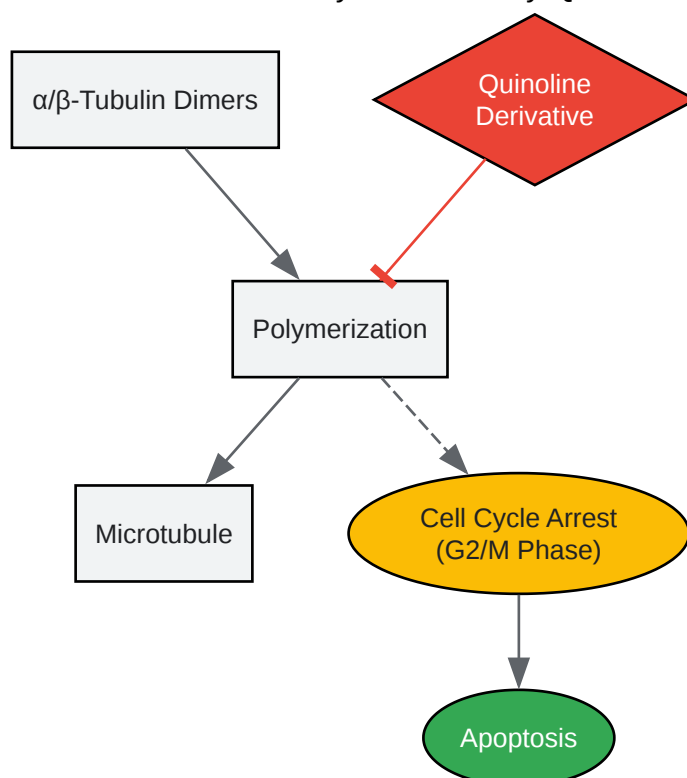 α/β-Tubulin Dimers
Quinoline
Derivative
Polymerization
Microtubule
Cell Cycle Arrest
(G2/M Phase)
Apoptosis